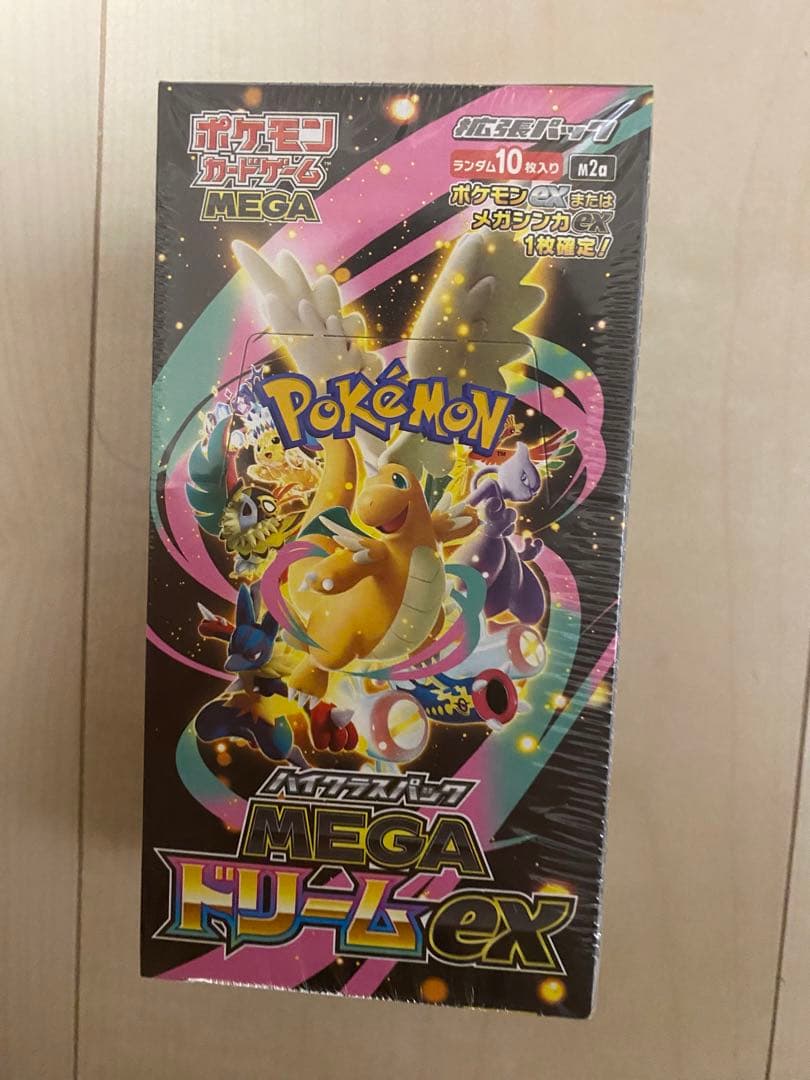 ポケモン
カードゲーム™
MEGA
拡張パック
ランダム10枚入り M2a
ポケモンexまたは
メガシンカex
1枚確定!
POKéMON™
ハイクラスパック
MEGA
ドリームex